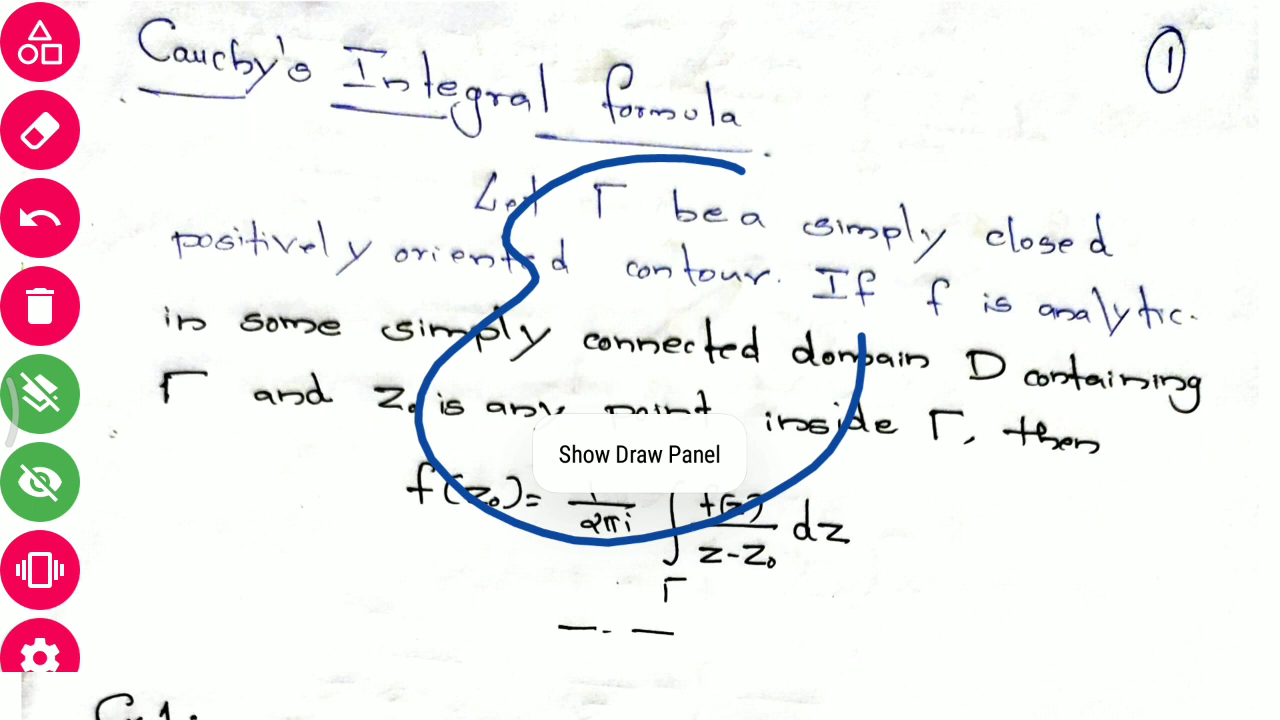 Cauchy's Integral formula
1
Let Γ be a simply closed
positively oriented contour. If f is analytic.
in some simply connected domain D containing
Γ and z₀ is any point inside Γ, then
Show Draw Panel
f(z₀) = 1/2πi ∫Γ f(z)/z-z₀ dz